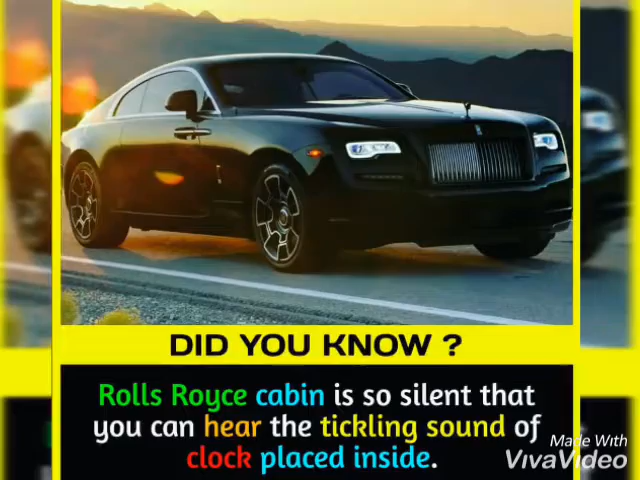 DID YOU KNOW ?
Rolls Royce cabin is so silent that
you can hear the tickling sound of
clock placed inside.
Made With
VivaVideo